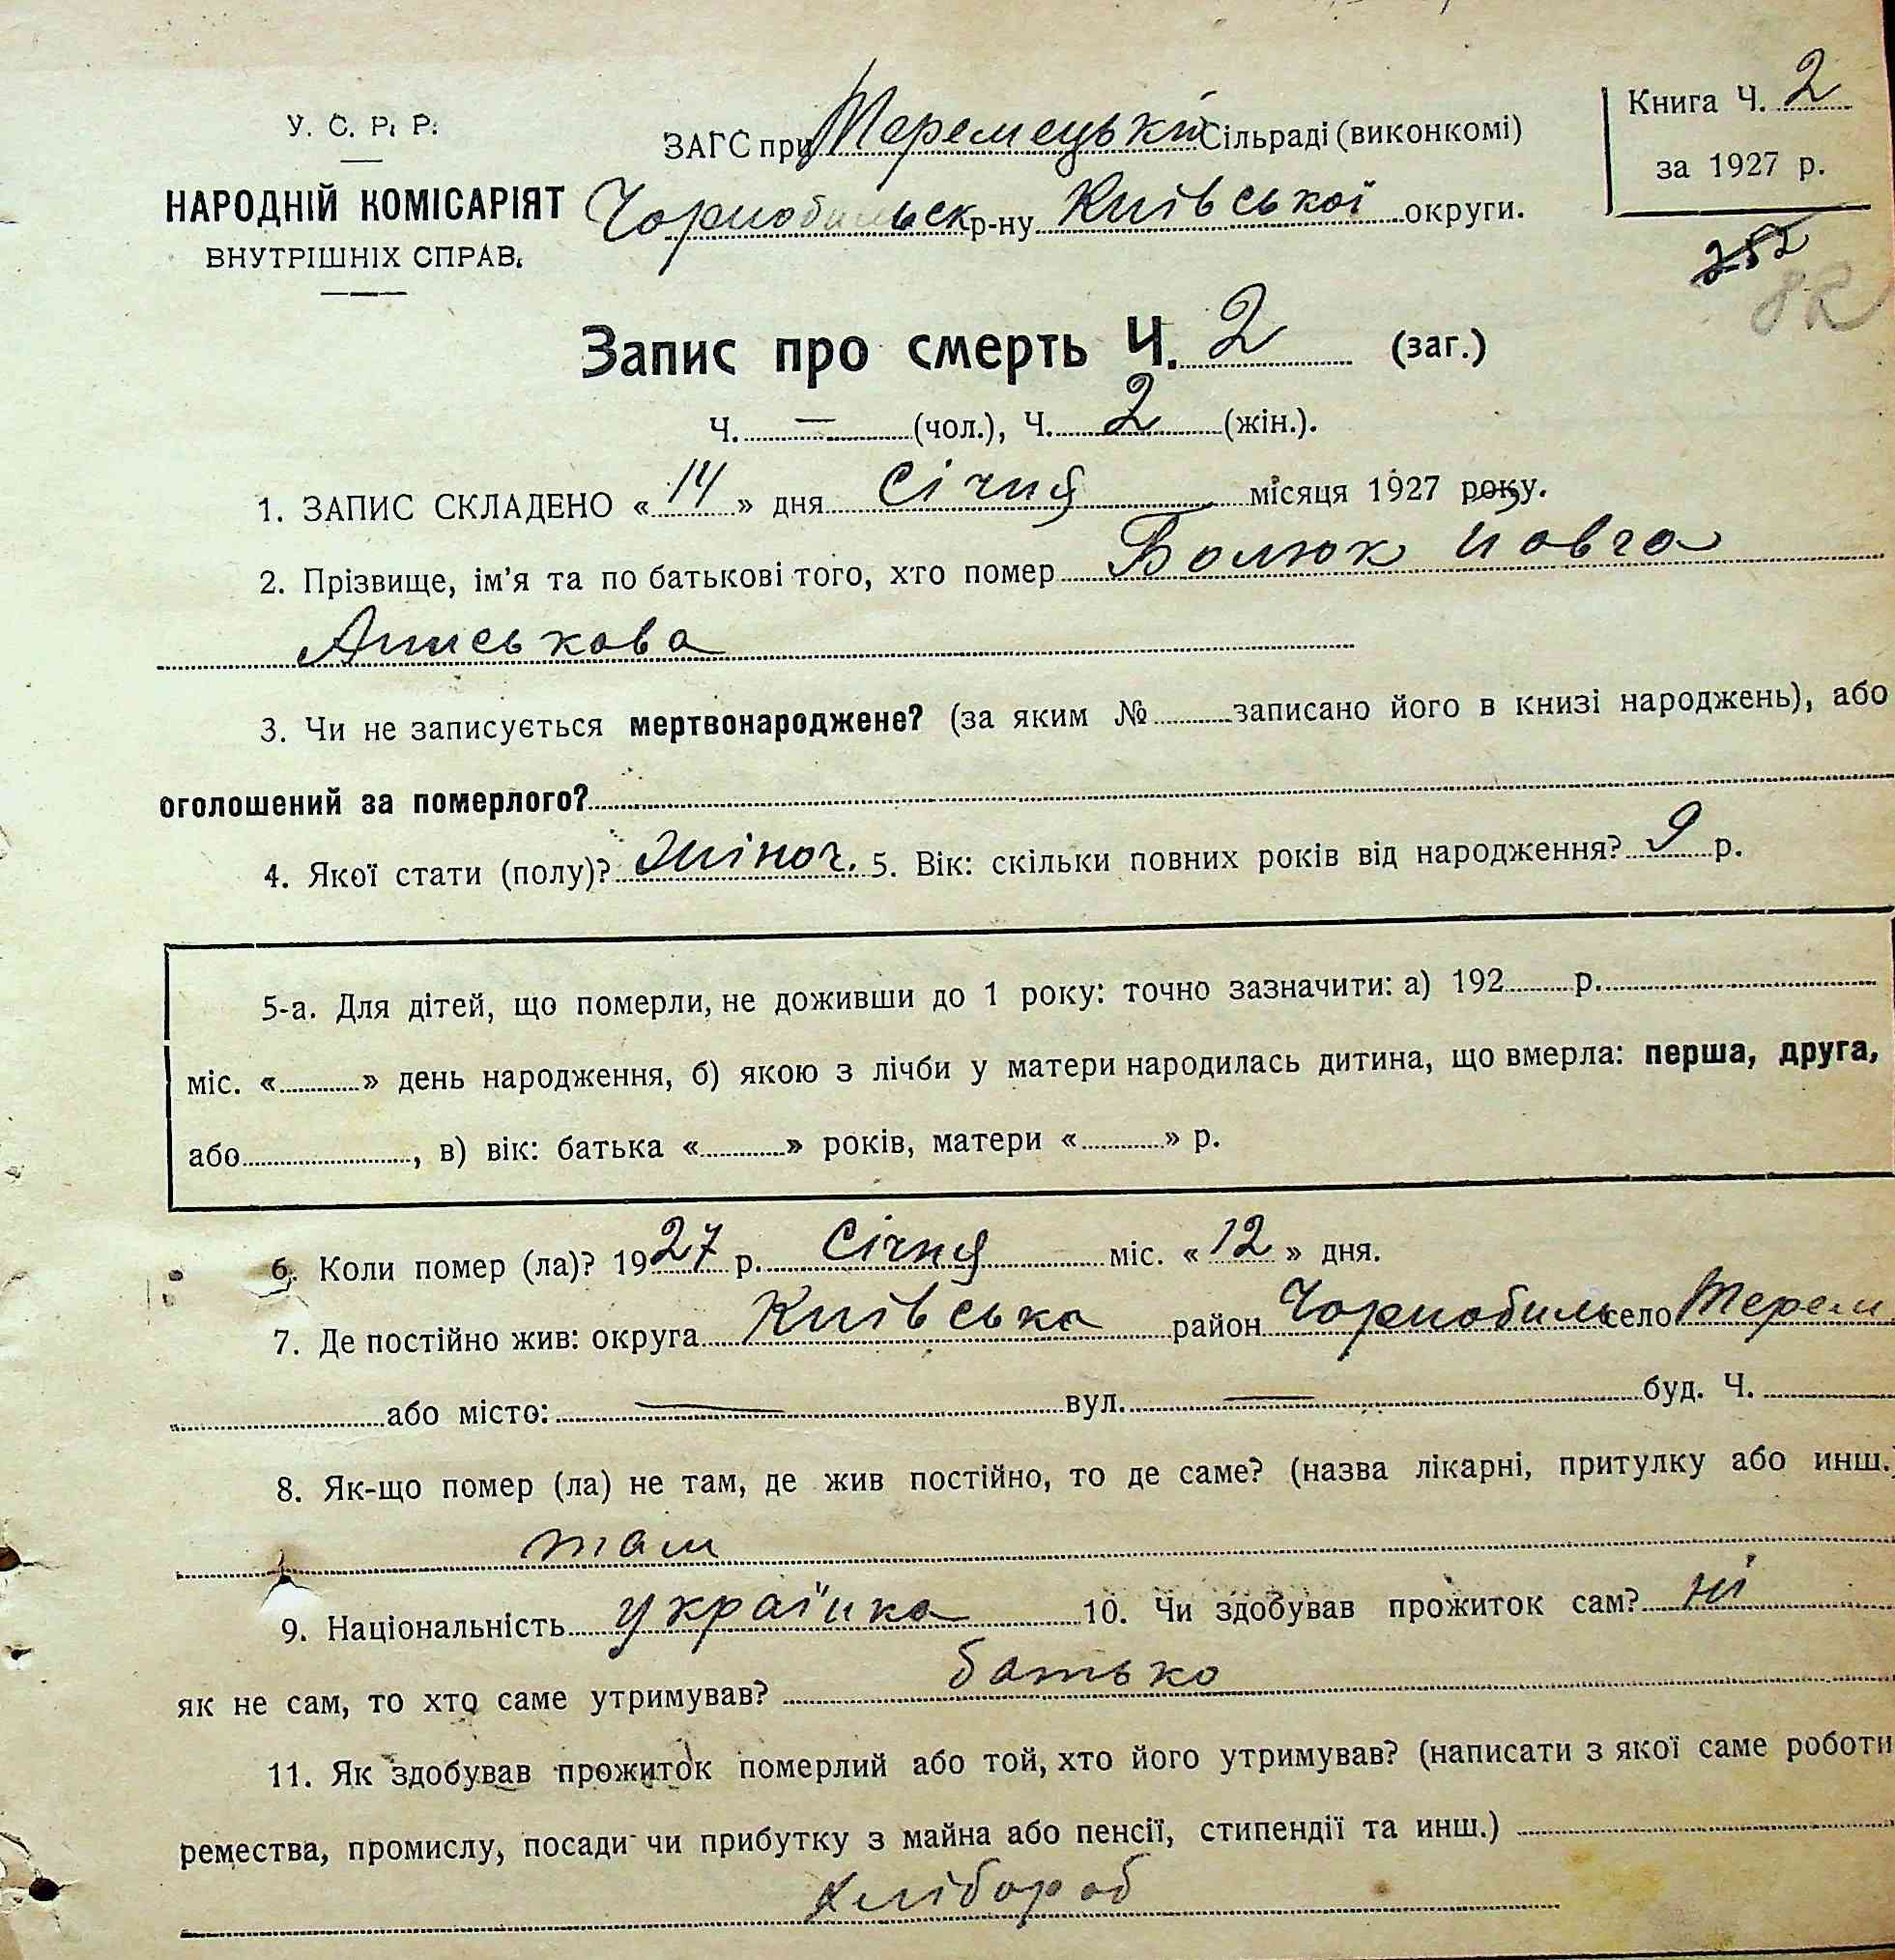 У. С. Р. Р.
НАРОДНІЙ КОМІСАРІЯТ
ВНУТРІШНІХ СПРАВ.
ЗАГС при Теремецькій Сільраді (виконкомі)
Чорнобильськ р-ну Київської округи.
Книга Ч. 2
за 1927 р.
252
82
Запис про смерть Ч. 2 (заг.)
Ч. — (чол.), Ч. 2 (жін.).
1. ЗАПИС СКЛАДЕНО «14» дня Січня місяця 1927 року.
2. Прізвище, ім'я та по батькові того, хто помер Болюк Човга
Аниськова
3. Чи не записується мертвонароджене? (за яким № записано його в книзі народжень), або
оголошений за померлого?
4. Якої стати (полу)? Жіноч. 5. Вік: скільки повних років від народження? 9 р.
5-а. Для дітей, що померли, не доживши до 1 року: точно зазначити: а) 192 р.
міс. « » день народження, б) якою з лічби у матери народилась дитина, що вмерла: перша, друга,
або , в) вік: батька « » років, матери « » р.
6. Коли помер (ла)? 1927 р. Січня міс. «12» дня.
7. Де постійно жив: округа Київська район Чорнобиль село Терем
або місто: — вул. — буд. Ч.
8. Як-що помер (ла) не там, де жив постійно, то де саме? (назва лікарні, притулку або инш.)
там
9. Національність українка 10. Чи здобував прожиток сам? ні
як не сам, то хто саме утримував? батько
11. Як здобував прожиток померлий або той, хто його утримував? (написати з якої саме роботи
ремества, промислу, посади чи прибутку з майна або пенсії, стипендії та инш.)
хлібороб